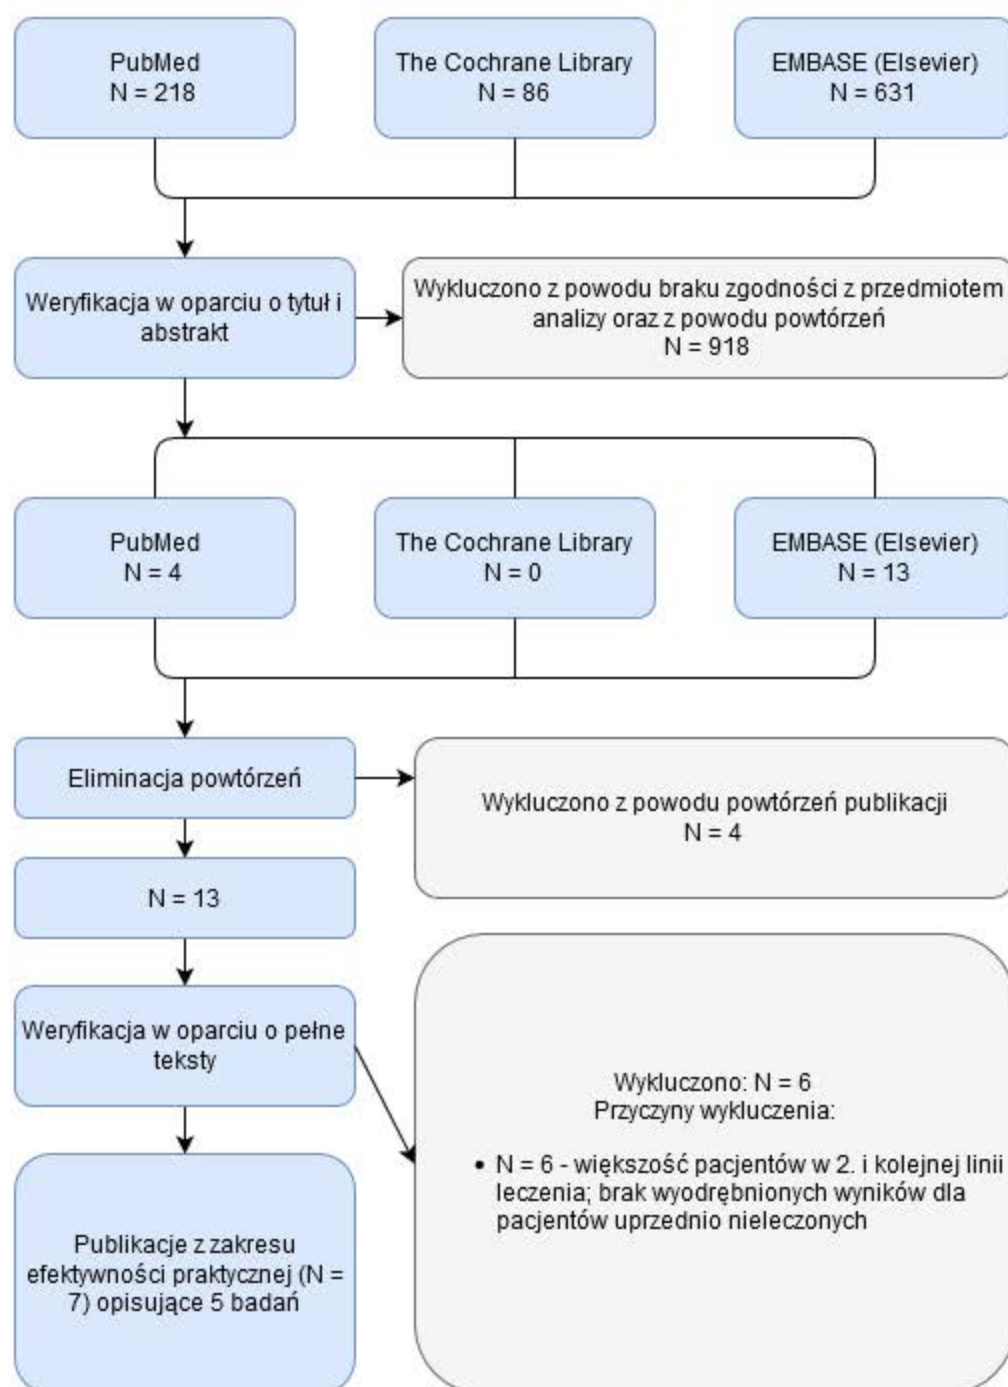 PubMed
N = 218
The Cochrane Library
N = 86
EMBASE (Elsevier)
N = 631
Weryfikacja w oparciu o tytuł i
abstrakt
Wykluczono z powodu braku zgodności z przedmiotem
analizy oraz z powodu powtórzeń
N = 918
PubMed
N = 4
The Cochrane Library
N = 0
EMBASE (Elsevier)
N = 13
Eliminacja powtórzeń
Wykluczono z powodu powtórzeń publikacji
N = 4
N = 13
Weryfikacja w oparciu o pełne
teksty
Wykluczono: N = 6
Przyczyny wykluczenia:
• N = 6 - większość pacjentów w 2. i kolejnej linii
leczenia; brak wyodrębnionych wyników dla
pacjentów uprzednio nieleczonych
Publikacje z zakresu
efektywności praktycznej (N =
7) opisujące 5 badań